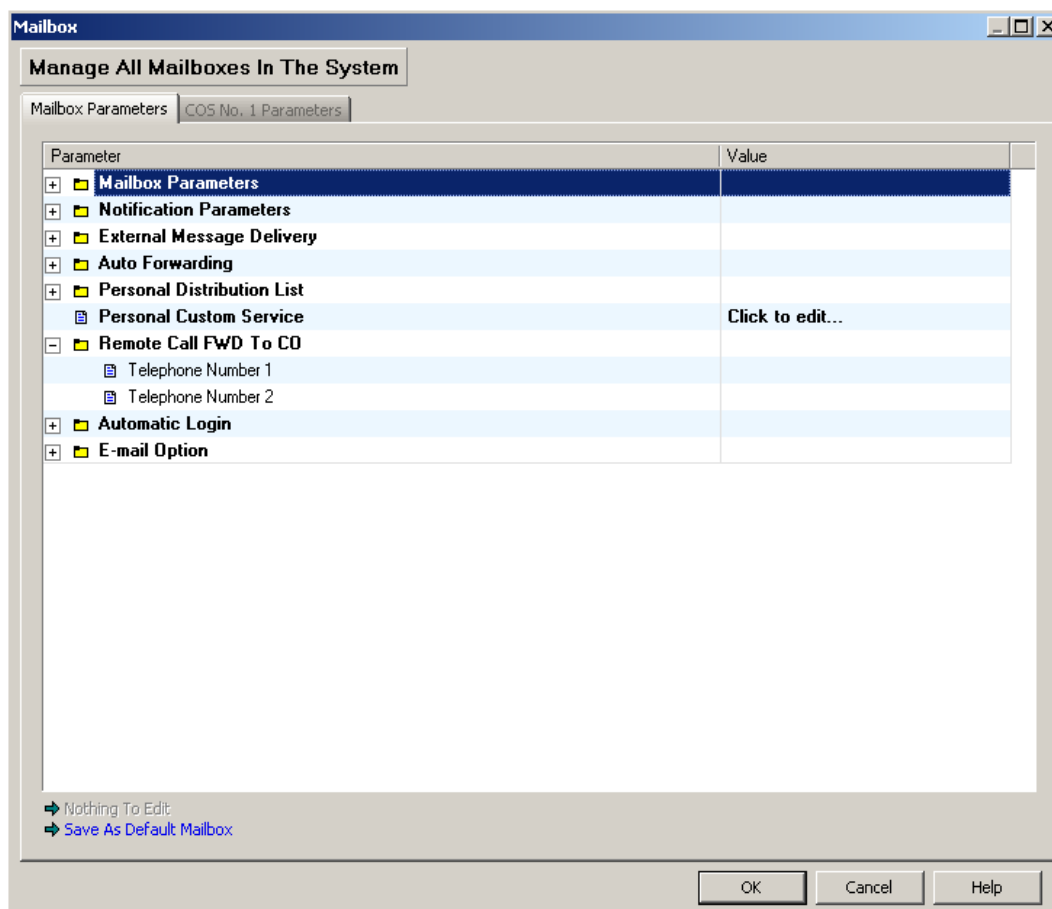 Mailbox
Manage All Mailboxes In The System
Mailbox Parameters COS No. 1 Parameters
Parameter Value
Mailbox Parameters
Notification Parameters
External Message Delivery
Auto Forwarding
Personal Distribution List
Personal Custom Service Click to edit...
Remote Call FWD To CO
Telephone Number 1
Telephone Number 2
Automatic Login
E-mail Option
Nothing To Edit
Save As Default Mailbox
OK Cancel Help